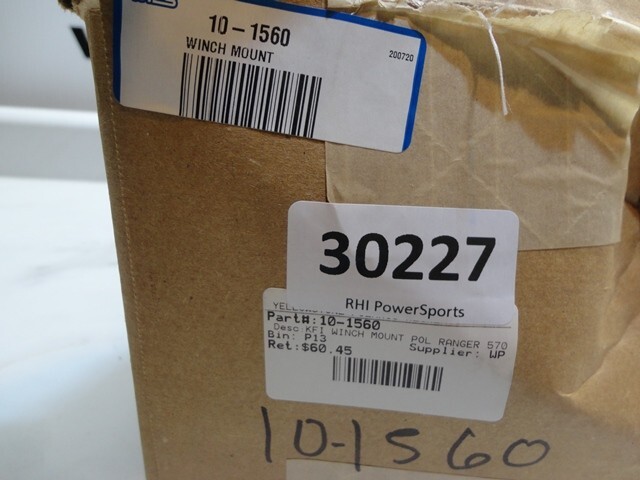 10-1560
WINCH MOUNT
200720
30227
RHI PowerSports
Part#:10-1560
Desc:KFI WINCH MOUNT POL RANGER 570
Bin: P13
Supplier: WP
Ret:$60.45
10-1560